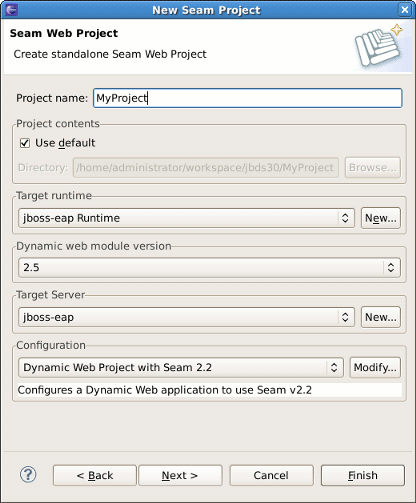 New Seam Project
Seam Web Project
Create standalone Seam Web Project
Project name: MyProject
Project contents
Use default
Directory: /home/administrator/workspace/jbds30/MyProject Browse...
Target runtime
jboss-eap Runtime New...
Dynamic web module version
2.5
Target Server
jboss-eap New...
Configuration
Dynamic Web Project with Seam 2.2 Modify...
Configures a Dynamic Web application to use Seam v2.2
? < Back Next > Cancel Finish